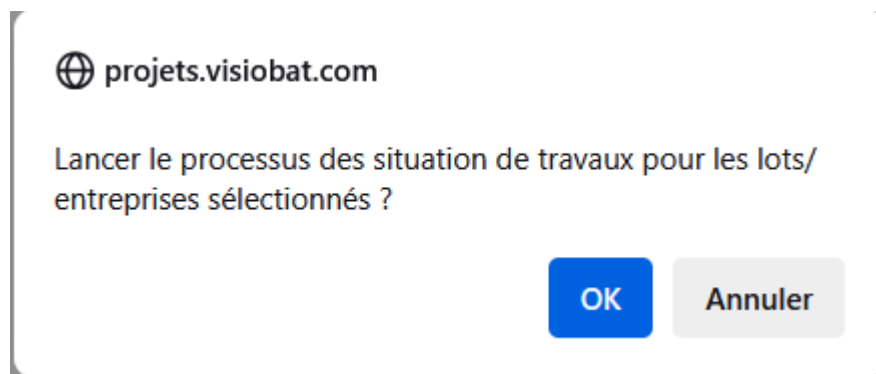 projets.visiobat.com
Lancer le processus des situation de travaux pour les lots/
entreprises sélectionnés ?
OK
Annuler